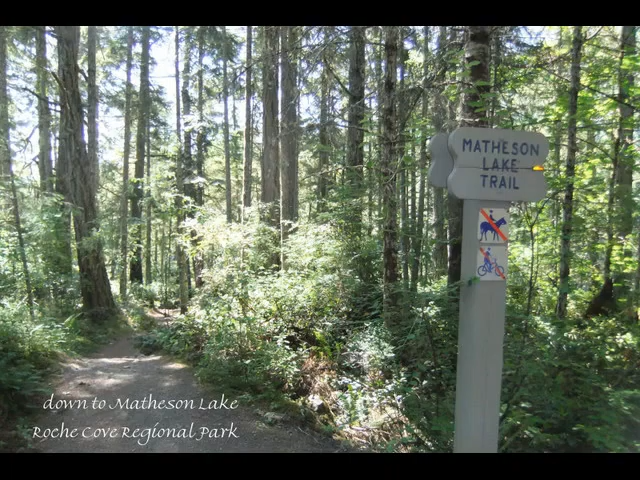 MATHESON
LAKE
TRAIL
down to Matheson Lake
Roche Cove Regional Park